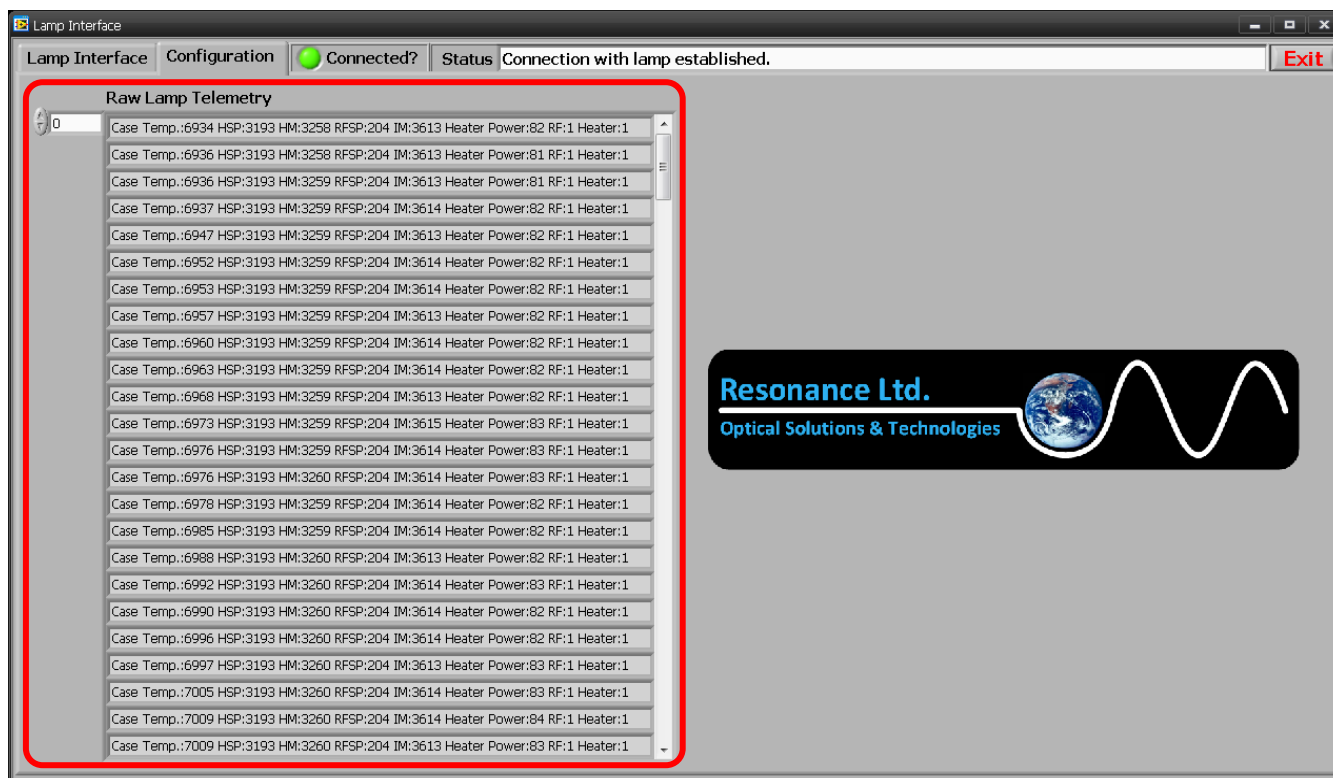 Lamp Interface
Lamp Interface Configuration Connected? Status Connection with lamp established. Exit
Raw Lamp Telemetry
0
Case Temp.:6934 HSP:3193 HM:3258 RFSP:204 IM:3613 Heater Power:82 RF:1 Heater:1
Case Temp.:6936 HSP:3193 HM:3258 RFSP:204 IM:3613 Heater Power:81 RF:1 Heater:1
Case Temp.:6936 HSP:3193 HM:3259 RFSP:204 IM:3613 Heater Power:81 RF:1 Heater:1
Case Temp.:6937 HSP:3193 HM:3259 RFSP:204 IM:3614 Heater Power:82 RF:1 Heater:1
Case Temp.:6947 HSP:3193 HM:3259 RFSP:204 IM:3613 Heater Power:82 RF:1 Heater:1
Case Temp.:6952 HSP:3193 HM:3259 RFSP:204 IM:3614 Heater Power:82 RF:1 Heater:1
Case Temp.:6953 HSP:3193 HM:3259 RFSP:204 IM:3614 Heater Power:82 RF:1 Heater:1
Case Temp.:6957 HSP:3193 HM:3259 RFSP:204 IM:3613 Heater Power:82 RF:1 Heater:1
Case Temp.:6960 HSP:3193 HM:3259 RFSP:204 IM:3614 Heater Power:82 RF:1 Heater:1
Case Temp.:6963 HSP:3193 HM:3259 RFSP:204 IM:3614 Heater Power:82 RF:1 Heater:1
Case Temp.:6968 HSP:3193 HM:3259 RFSP:204 IM:3613 Heater Power:82 RF:1 Heater:1
Case Temp.:6973 HSP:3193 HM:3259 RFSP:204 IM:3615 Heater Power:83 RF:1 Heater:1
Case Temp.:6976 HSP:3193 HM:3259 RFSP:204 IM:3614 Heater Power:83 RF:1 Heater:1
Case Temp.:6976 HSP:3193 HM:3260 RFSP:204 IM:3614 Heater Power:83 RF:1 Heater:1
Case Temp.:6978 HSP:3193 HM:3259 RFSP:204 IM:3614 Heater Power:82 RF:1 Heater:1
Case Temp.:6985 HSP:3193 HM:3259 RFSP:204 IM:3614 Heater Power:82 RF:1 Heater:1
Case Temp.:6988 HSP:3193 HM:3260 RFSP:204 IM:3613 Heater Power:82 RF:1 Heater:1
Case Temp.:6992 HSP:3193 HM:3260 RFSP:204 IM:3614 Heater Power:83 RF:1 Heater:1
Case Temp.:6990 HSP:3193 HM:3260 RFSP:204 IM:3614 Heater Power:82 RF:1 Heater:1
Case Temp.:6996 HSP:3193 HM:3260 RFSP:204 IM:3614 Heater Power:82 RF:1 Heater:1
Case Temp.:6997 HSP:3193 HM:3260 RFSP:204 IM:3613 Heater Power:83 RF:1 Heater:1
Case Temp.:7005 HSP:3193 HM:3260 RFSP:204 IM:3614 Heater Power:83 RF:1 Heater:1
Case Temp.:7009 HSP:3193 HM:3260 RFSP:204 IM:3614 Heater Power:84 RF:1 Heater:1
Case Temp.:7009 HSP:3193 HM:3260 RFSP:204 IM:3613 Heater Power:83 RF:1 Heater:1
Resonance Ltd.
Optical Solutions & Technologies